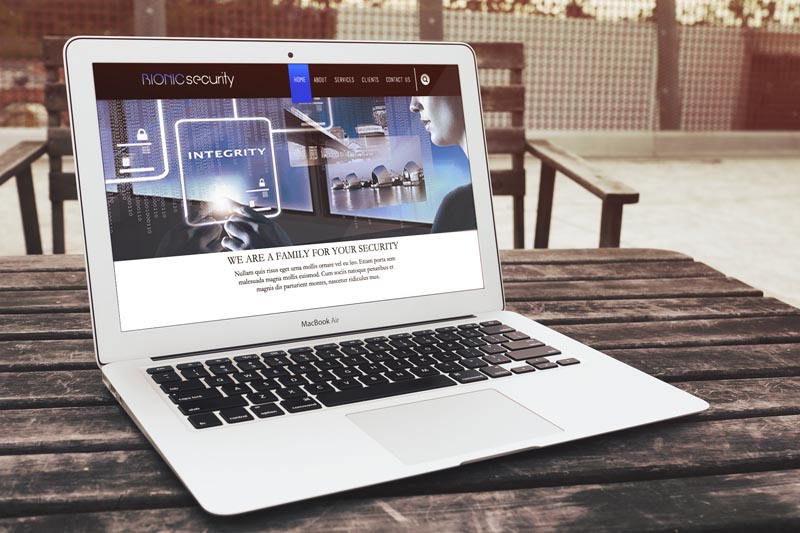 BIONIC security
HOME ABOUT SERVICES CLIENTS CONTACT US
INTEGRITY
WE ARE A FAMILY FOR YOUR SECURITY
Nullam quis risus eget urna mollis ornare vel eu leo. Etiam porta sem
malesuada magna mollis euismod. Cum sociis natoque penatibus et
magnis dis parturient montes, nascetur ridiculus mus.
MacBook Air